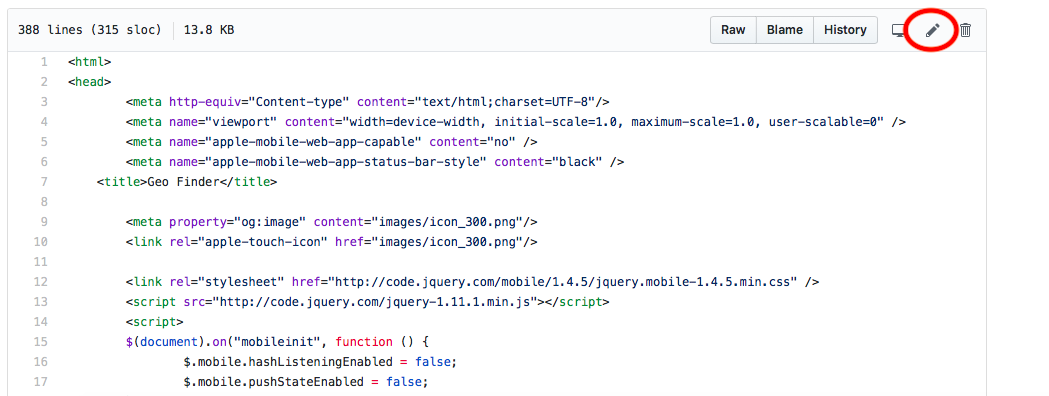 388 lines (315 sloc) 13.8 KB Raw Blame History
1 <html>
2 <head>
3 <meta http-equiv="Content-type" content="text/html;charset=UTF-8"/>
4 <meta name="viewport" content="width=device-width, initial-scale=1.0, maximum-scale=1.0, user-scalable=0" />
5 <meta name="apple-mobile-web-app-capable" content="no" />
6 <meta name="apple-mobile-web-app-status-bar-style" content="black" />
7 <title>Geo Finder</title>
8
9 <meta property="og:image" content="images/icon_300.png"/>
10 <link rel="apple-touch-icon" href="images/icon_300.png"/>
11
12 <link rel="stylesheet" href="http://code.jquery.com/mobile/1.4.5/jquery.mobile-1.4.5.min.css" />
13 <script src="http://code.jquery.com/jquery-1.11.1.min.js"></script>
14 <script>
15 $(document).on("mobileinit", function () {
16 $.mobile.hashListeningEnabled = false;
17 $.mobile.pushStateEnabled = false;